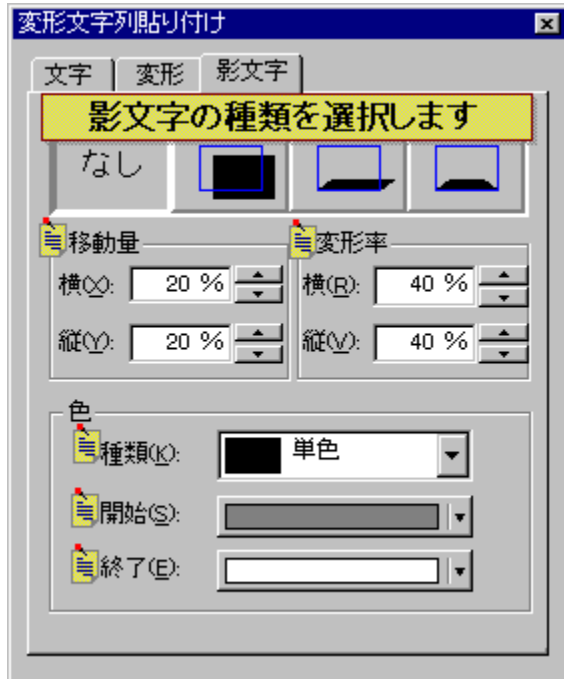 変形文字列貼り付け
文字 変形 影文字
影文字の種類を選択します
なし
移動量 変形率
横(X): 20 % 横(R): 40 %
縦(Y): 20 % 縦(V): 40 %
色
種類(K): 単色
開始(S):
終了(E):